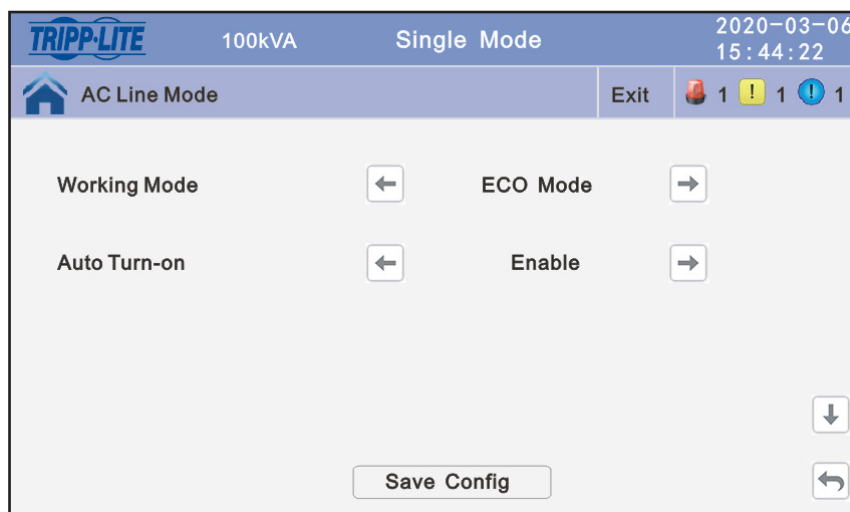 TRIPP·LITE 100kVA Single Mode 2020-03-06
15:44:22
AC Line Mode Exit 1 ! 1 ! 1
Working Mode ECO Mode
Auto Turn-on Enable
Save Config